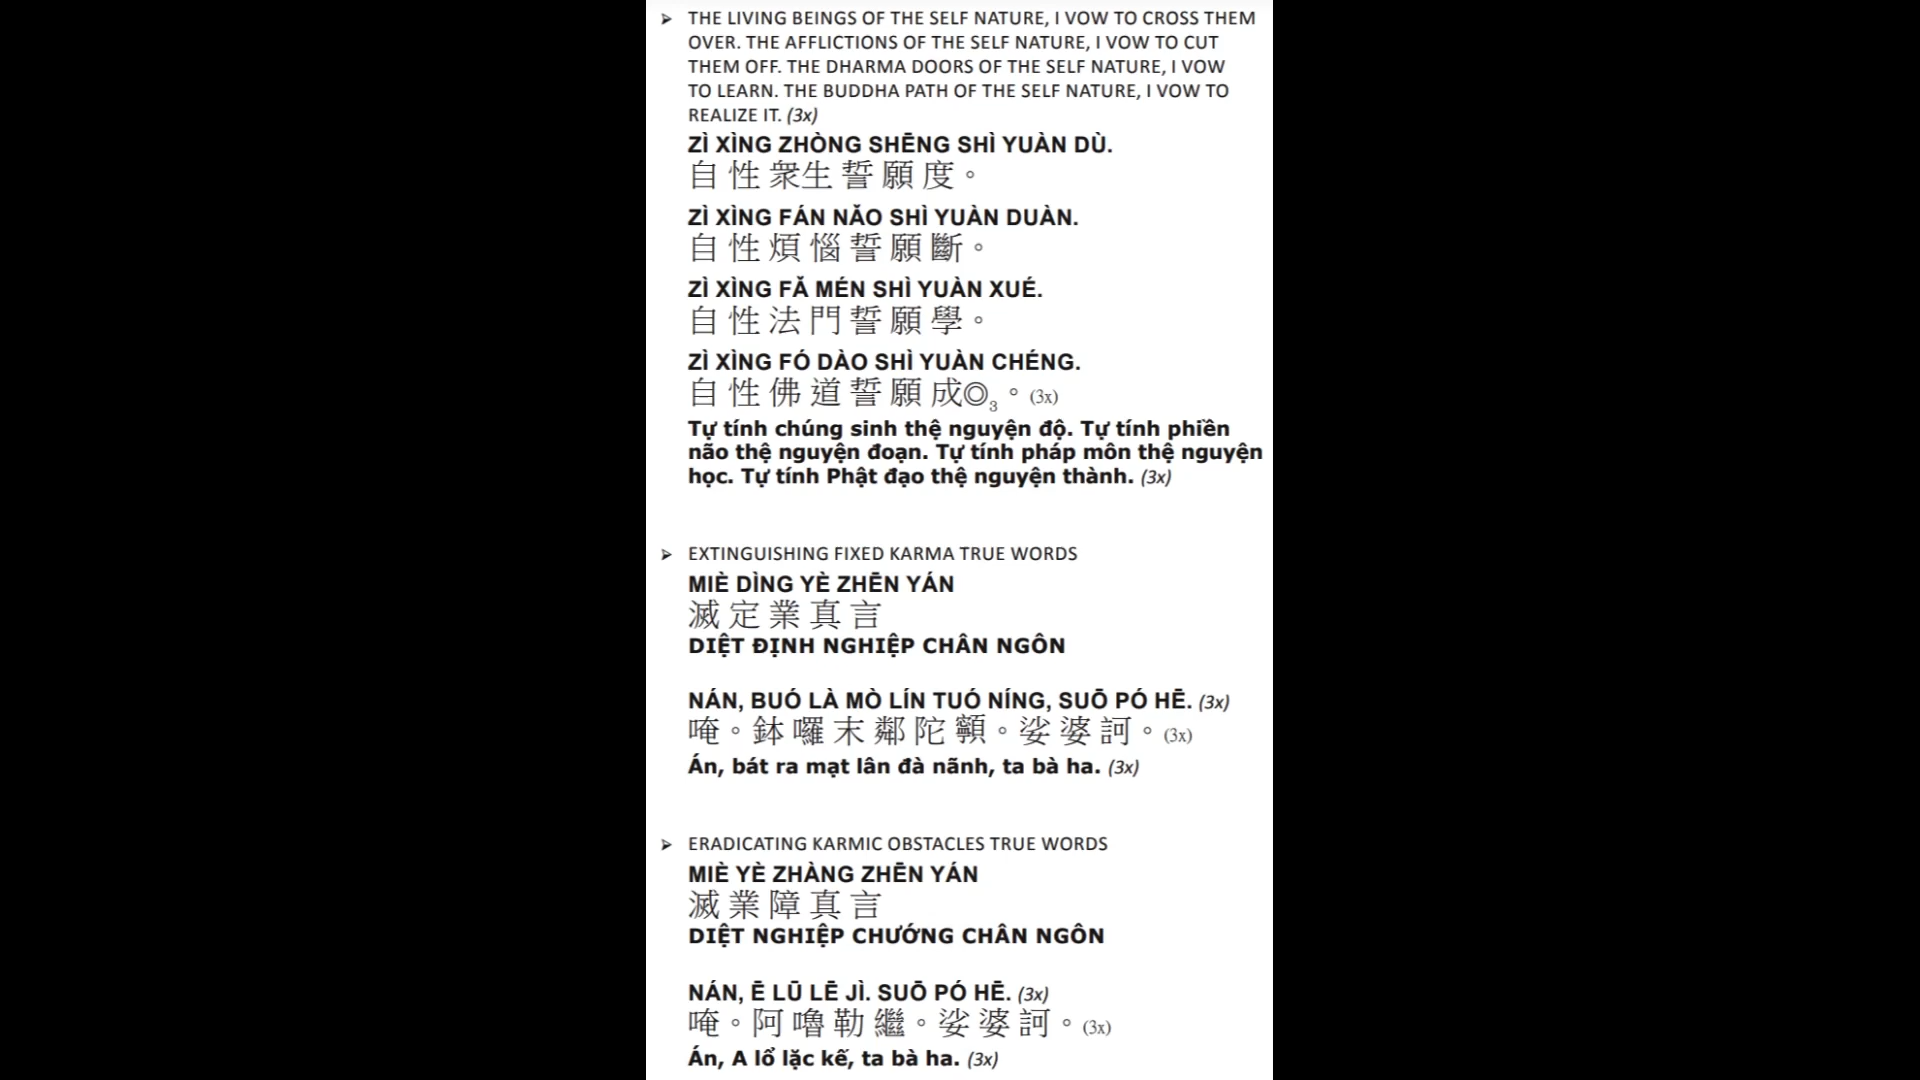 ➢ THE LIVING BEINGS OF THE SELF NATURE, I VOW TO CROSS THEM
OVER. THE AFFLICTIONS OF THE SELF NATURE, I VOW TO CUT
THEM OFF. THE DHARMA DOORS OF THE SELF NATURE, I VOW
TO LEARN. THE BUDDHA PATH OF THE SELF NATURE, I VOW TO
REALIZE IT. (3x)
ZÌ XÌNG ZHÒNG SHĒNG SHÌ YUÀN DÙ.
自性衆生誓願度。
ZÌ XÌNG FÁN NǍO SHÌ YUÀN DUÀN.
自性煩惱誓願斷。
ZÌ XÌNG FǍ MÉN SHÌ YUÀN XUÉ.
自性法門誓願學。
ZÌ XÌNG FÓ DÀO SHÌ YUÀN CHÉNG.
自性佛道誓願成◎3。(3x)
Tự tính chúng sinh thệ nguyện độ. Tự tính phiền
não thệ nguyện đoạn. Tự tính pháp môn thệ nguyện
học. Tự tính Phật đạo thệ nguyện thành. (3x)
➢ EXTINGUISHING FIXED KARMA TRUE WORDS
MIÈ DÌNG YÈ ZHĒN YÁN
滅定業真言
DIỆT ĐỊNH NGHIỆP CHÂN NGÔN
NÁN, BUÓ LÀ MÒ LÍN TUÓ NÍNG, SUŌ PÓ HĒ. (3x)
唵。鉢囉末鄰陀顐。娑婆訶。(3x)
Án, bát ra mạt lân đà nãnh, ta bà ha. (3x)
➢ ERADICATING KARMIC OBSTACLES TRUE WORDS
MIÈ YÈ ZHÀNG ZHĒN YÁN
滅業障真言
DIỆT NGHIỆP CHƯỚNG CHÂN NGÔN
NÁN, Ē LŪ LĒ JÌ. SUŌ PÓ HĒ. (3x)
唵。阿嚕勒繼。娑婆訶。(3x)
Án, A lổ lặc kế, ta bà ha. (3x)